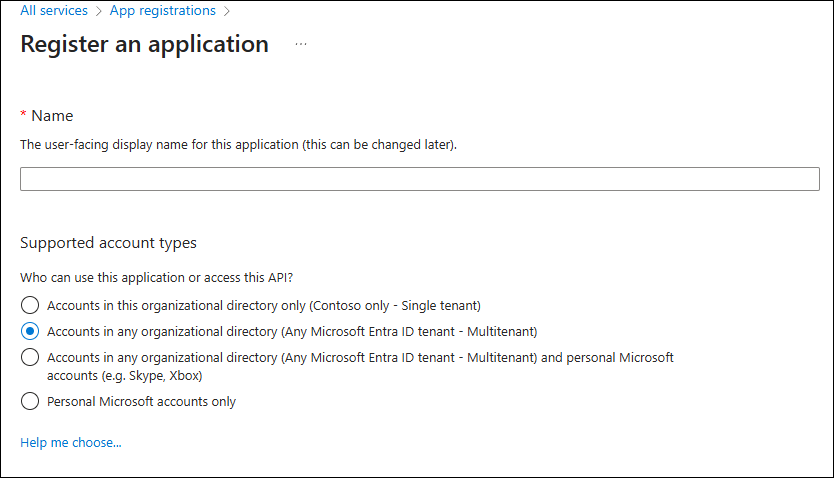 All services > App registrations >
Register an application ...
* Name
The user-facing display name for this application (this can be changed later).
Supported account types
Who can use this application or access this API?
Accounts in this organizational directory only (Contoso only - Single tenant)
Accounts in any organizational directory (Any Microsoft Entra ID tenant - Multitenant)
Accounts in any organizational directory (Any Microsoft Entra ID tenant - Multitenant) and personal Microsoft
accounts (e.g. Skype, Xbox)
Personal Microsoft accounts only
Help me choose...